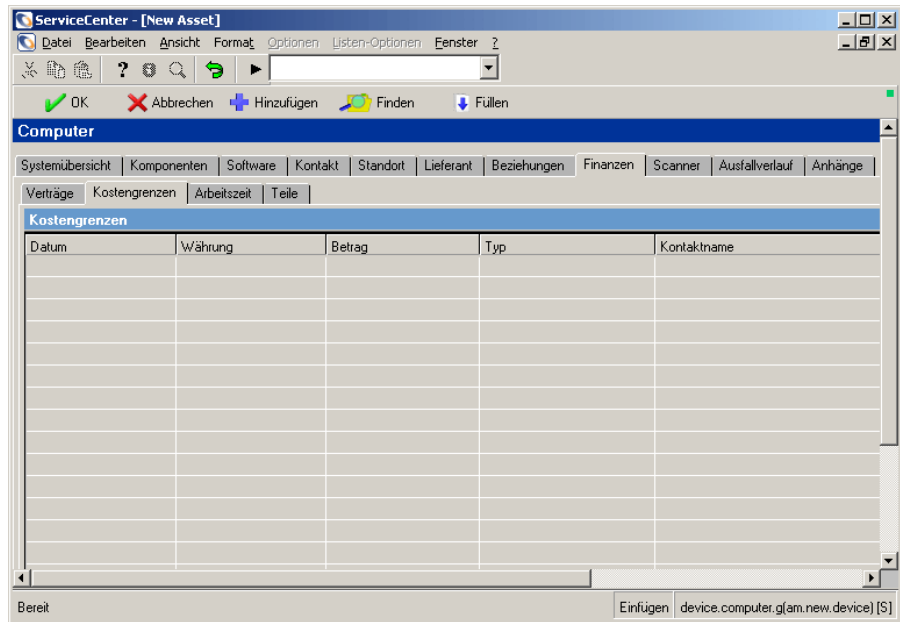 ServiceCenter - [New Asset]
Datei Bearbeiten Ansicht Format Optionen Listen-Optionen Fenster ?
OK Abbrechen Hinzufügen Finden Füllen
Computer
Systemübersicht Komponenten Software Kontakt Standort Lieferant Beziehungen Finanzen Scanner Ausfallverlauf Anhänge
Verträge Kostengrenzen Arbeitszeit Teile
Kostengrenzen
Datum Währung Betrag Typ Kontaktname
Bereit Einfügen device.computer.g(am.new.device) [S]